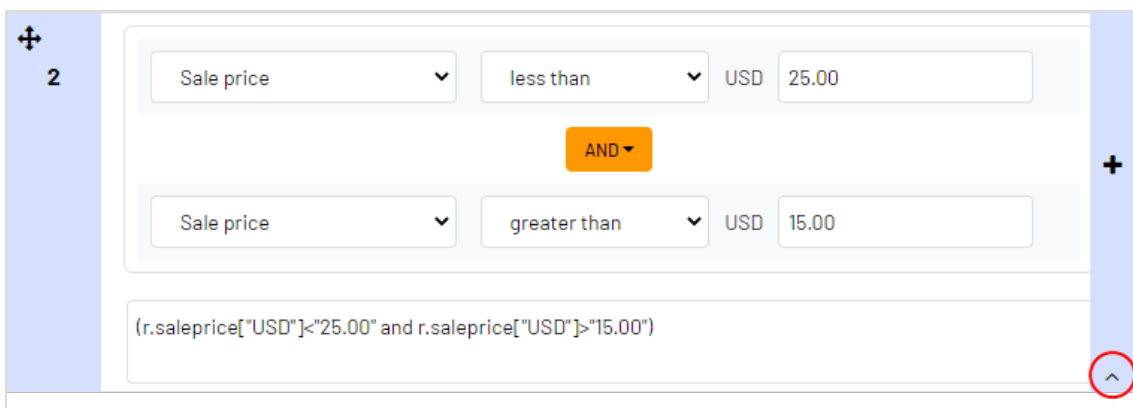 2
Sale price less than USD 25.00
AND
Sale price greater than USD 15.00
(r.saleprice["USD"]<"25.00" and r.saleprice["USD"]>"15.00")